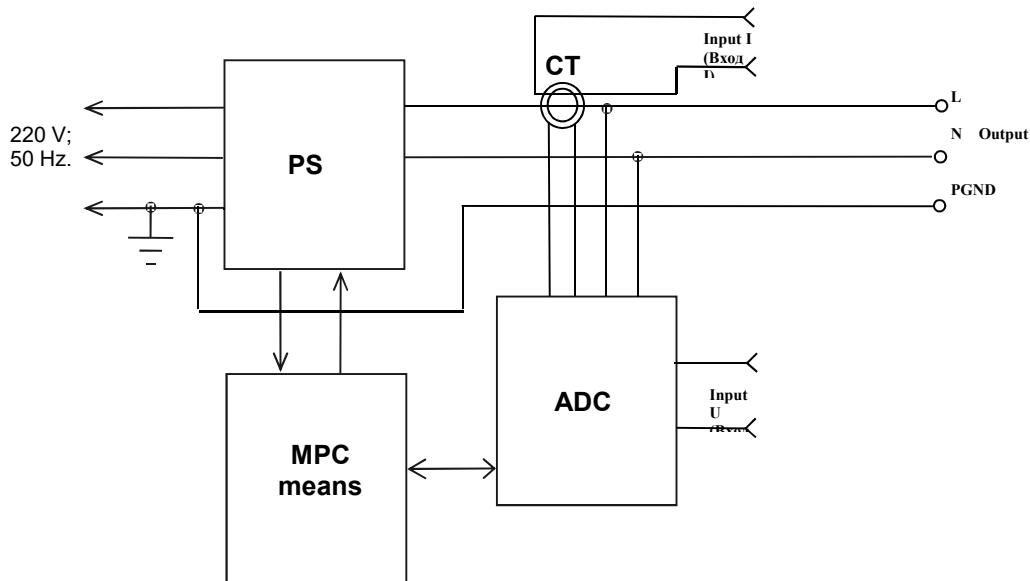 Input I
(Вход
CT
L
220 V;
50 Hz.
PS
N Output
PGND
ADC
Input
U
MPC
means